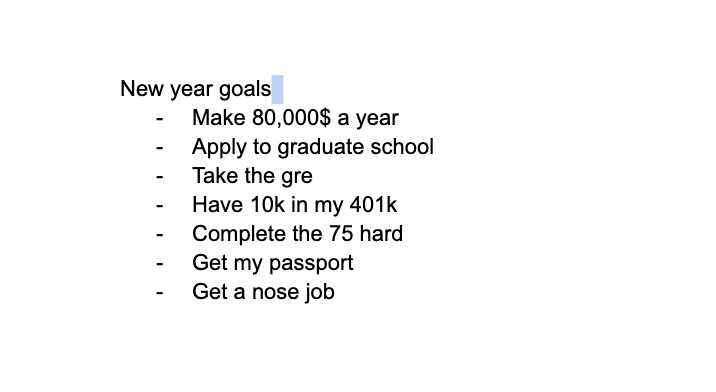 New year goals
- Make 80,000$ a year
- Apply to graduate school
- Take the gre
- Have 10k in my 401k
- Complete the 75 hard
- Get my passport
- Get a nose job